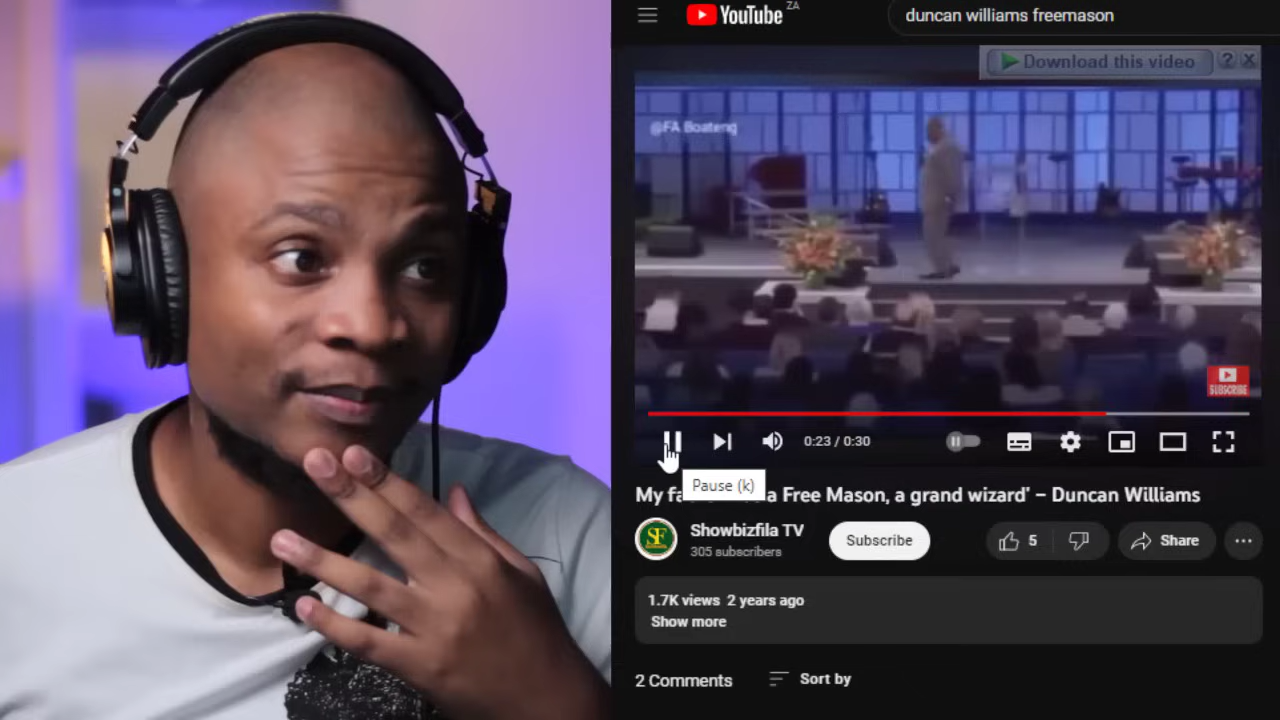 YouTube ZA
duncan williams freemason
Download this video ? X
@FA Boateng
SUBSCRIBE
0:23 / 0:30
Pause (k)
My fa a Free Mason, a grand wizard' – Duncan Williams
SF
Showbizfila TV
305 subscribers
Subscribe
5
Share
1.7K views 2 years ago
Show more
2 Comments
Sort by